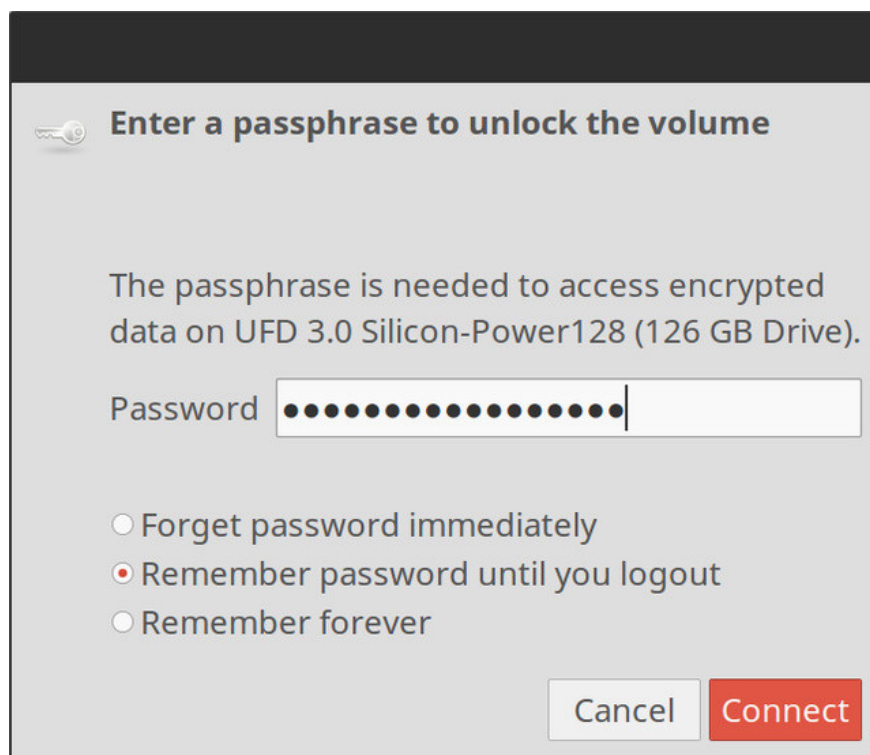 Enter a passphrase to unlock the volume
The passphrase is needed to access encrypted
data on UFD 3.0 Silicon-Power128 (126 GB Drive).
Password ●●●●●●●●●●●●●●●●●
Forget password immediately
Remember password until you logout
Remember forever
Cancel Connect